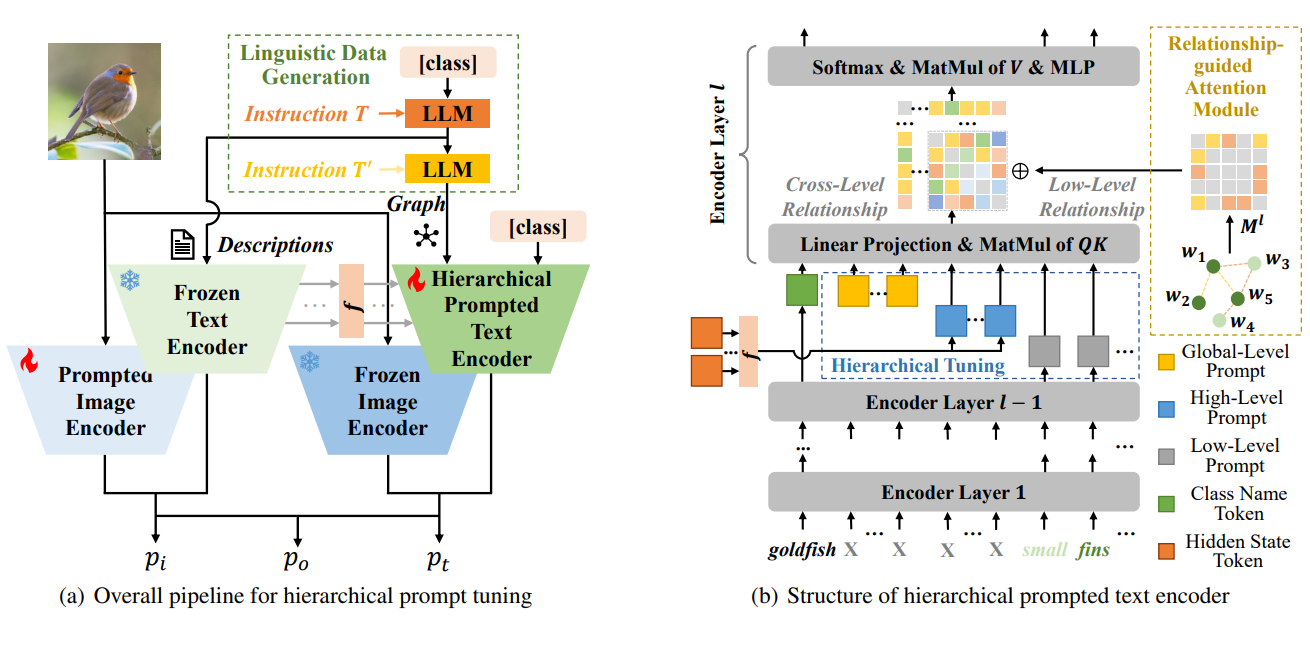 Linguistic Data
Generation
[class]
Instruction T
LLM
Instruction T′
LLM
Graph
[class]
Descriptions
Frozen
Text
Encoder
f
Hierarchical
Prompted
Text
Encoder
Prompted
Image
Encoder
Frozen
Image
Encoder
p_i
p_o
p_t
(a) Overall pipeline for hierarchical prompt tuning
Encoder Layer l
Softmax & MatMul of V & MLP
Cross-Level
Relationship
Low-Level
Relationship
Linear Projection & MatMul of QK
f
Hierarchical Tuning
Encoder Layer l − 1
Encoder Layer 1
goldfish X ... X X ... X small fins ...
Relationship-
guided
Attention
Module
M^l
w_1
w_2
w_3
w_4
w_5
Global-Level
Prompt
High-Level
Prompt
Low-Level
Prompt
Class Name
Token
Hidden State
Token
(b) Structure of hierarchical prompted text encoder